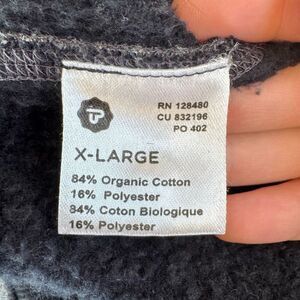 RN 128480
CU 832196
PO 402
X-LARGE
84% Organic Cotton
16% Polyester
84% Coton Biologique
16% Polyester